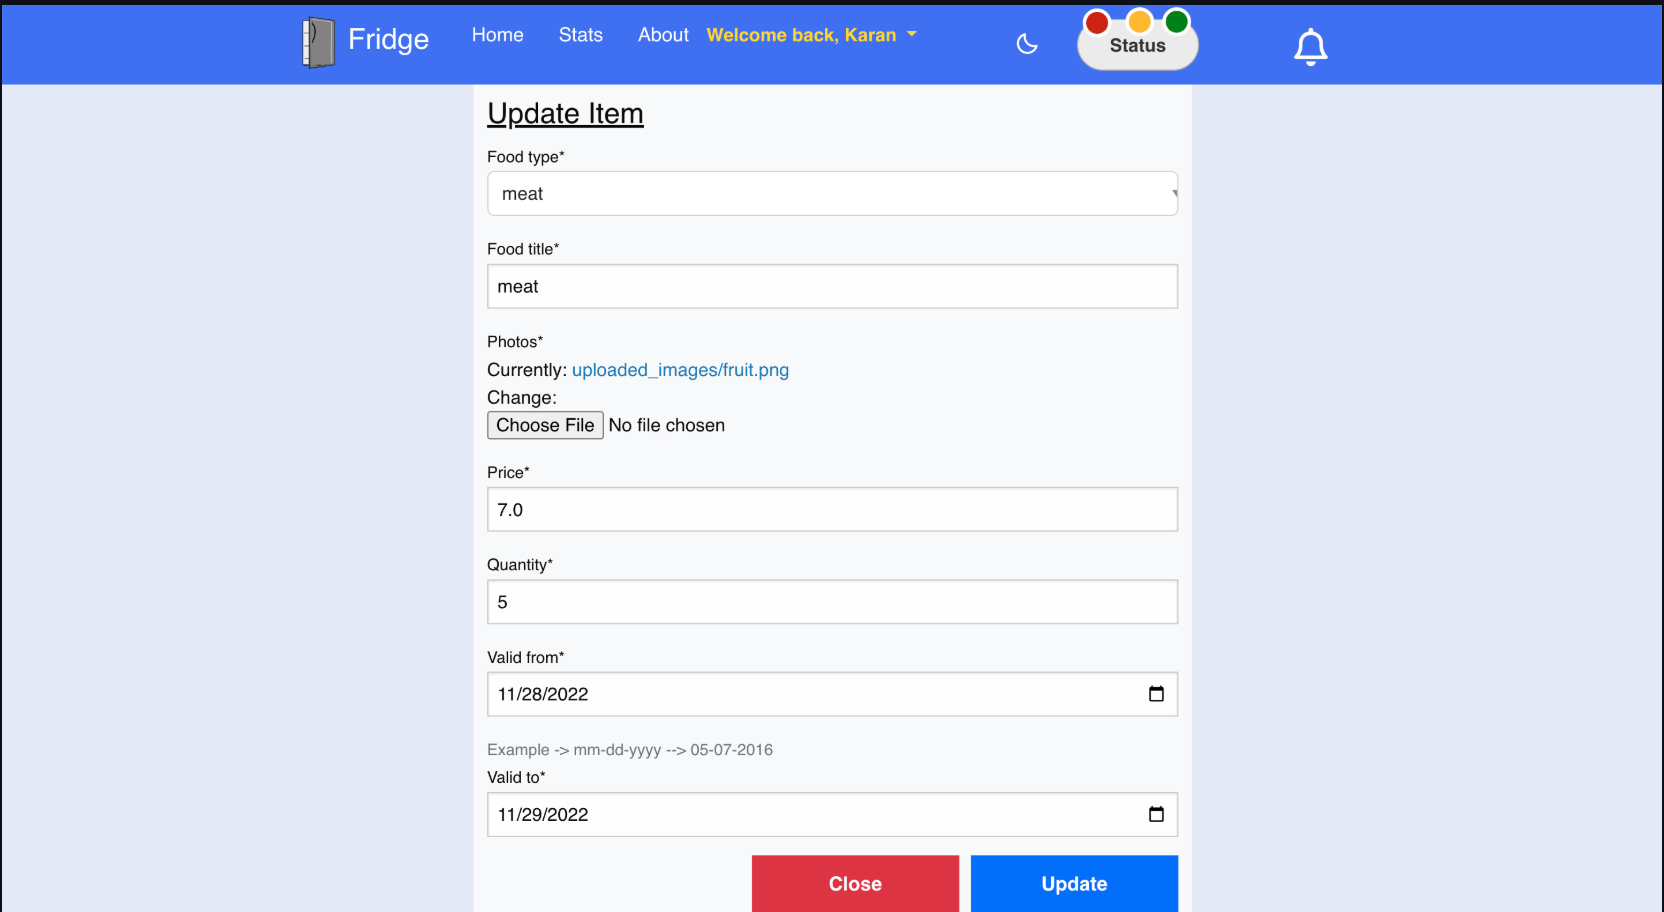 Fridge Home Stats About Welcome back, Karan Status
Update Item
Food type*
meat
Food title*
meat
Photos*
Currently: uploaded_images/fruit.png
Change:
Choose File No file chosen
Price*
7.0
Quantity*
5
Valid from*
11/28/2022
Example -> mm-dd-yyyy --> 05-07-2016
Valid to*
11/29/2022
Close Update